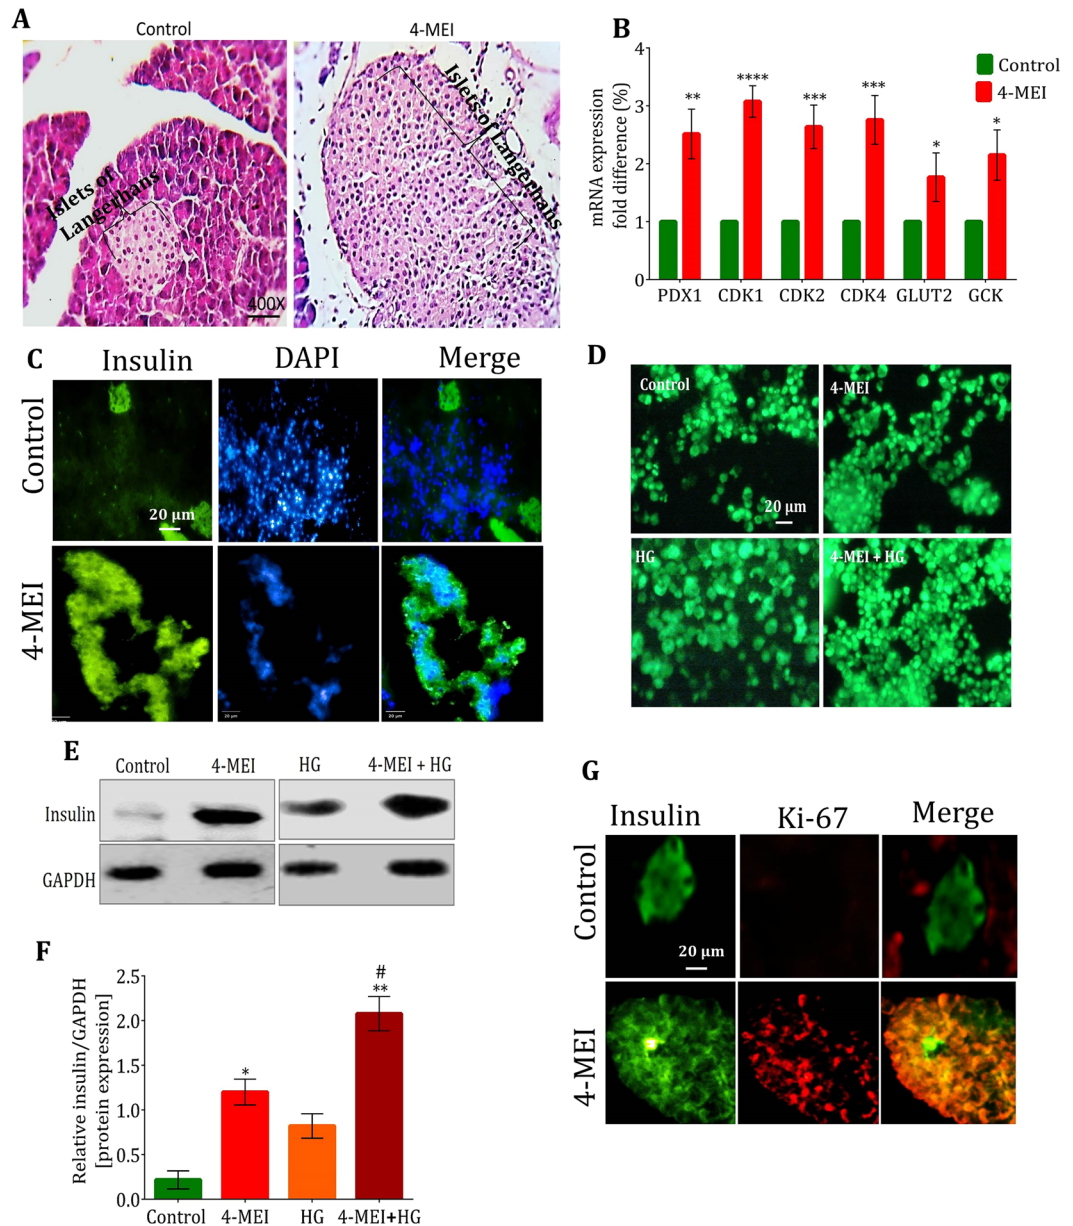 A
Control
4-MEI
Islets of
Langerhans
400X
Islets of Langerhans
B
mRNA expression
fold difference (%)
4
3
2
1
0
**
****
***
***
*
*
Control
4-MEI
PDX1 CDK1 CDK2 CDK4 GLUT2 GCK
C
Insulin DAPI Merge
Control
20 µm
4-MEI
20 µm
20 µm
D
Control
4-MEI
20 µm
HG
4-MEI + HG
E
Control 4-MEI HG 4-MEI + HG
Insulin
GAPDH
F
Relative insulin/GAPDH
[protein expression]
2.5
2.0
1.5
1.0
0.5
0.0
*
#
**
Control 4-MEI HG 4-MEI+HG
G
Insulin Ki-67 Merge
Control
20 µm
4-MEI